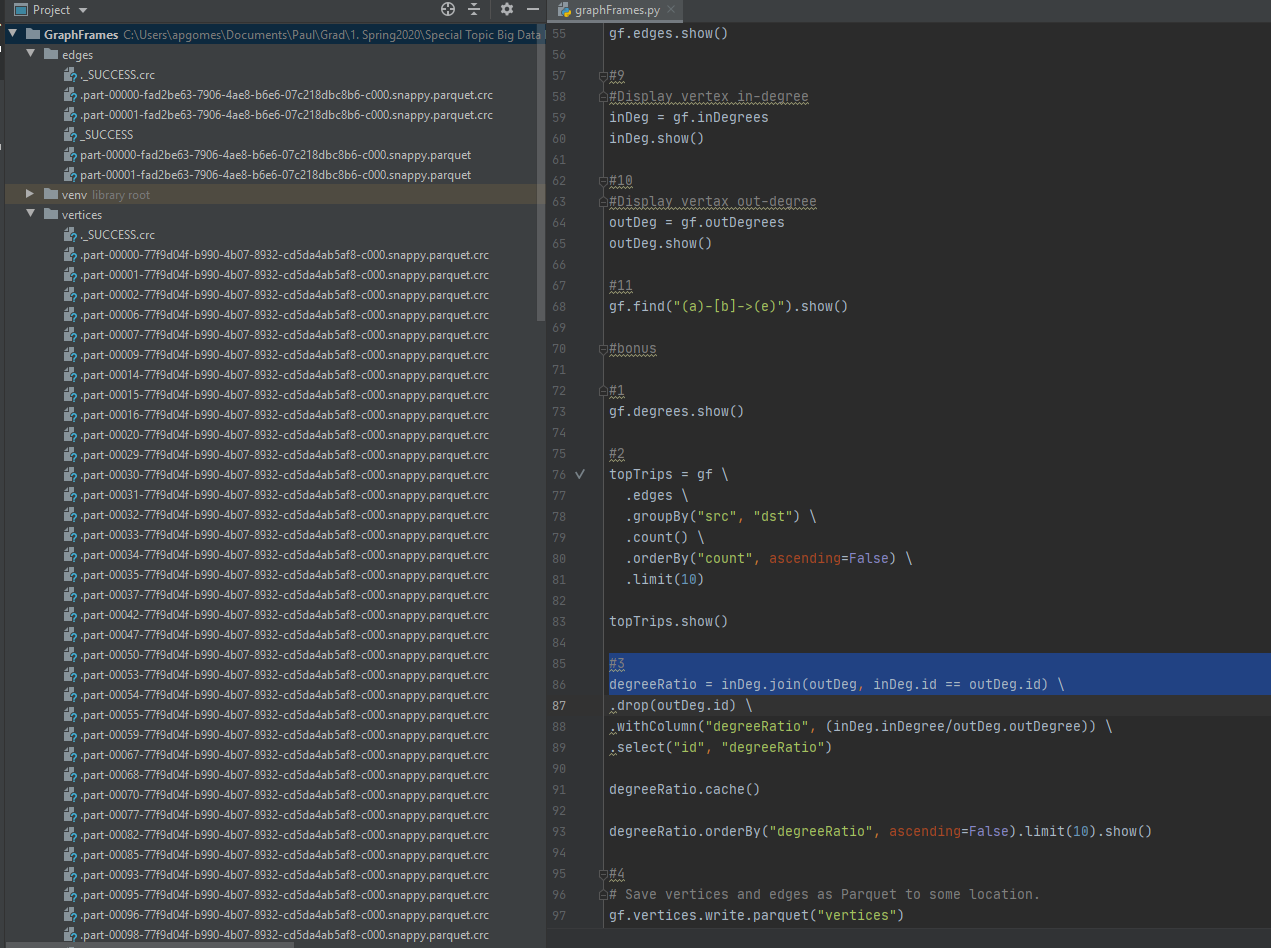 Project
GraphFrames C:\Users\apgomes\Documents\Paul\Grad\1. Spring2020\Special Topic Big Data
edges
._SUCCESS.crc
.part-00000-fad2be63-7906-4ae8-b6e6-07c218dbc8b6-c000.snappy.parquet.crc
.part-00001-fad2be63-7906-4ae8-b6e6-07c218dbc8b6-c000.snappy.parquet.crc
_SUCCESS
part-00000-fad2be63-7906-4ae8-b6e6-07c218dbc8b6-c000.snappy.parquet
part-00001-fad2be63-7906-4ae8-b6e6-07c218dbc8b6-c000.snappy.parquet
venv library root
vertices
._SUCCESS.crc
.part-00000-77f9d04f-b990-4b07-8932-cd5da4ab5af8-c000.snappy.parquet.crc
.part-00001-77f9d04f-b990-4b07-8932-cd5da4ab5af8-c000.snappy.parquet.crc
.part-00002-77f9d04f-b990-4b07-8932-cd5da4ab5af8-c000.snappy.parquet.crc
.part-00006-77f9d04f-b990-4b07-8932-cd5da4ab5af8-c000.snappy.parquet.crc
.part-00007-77f9d04f-b990-4b07-8932-cd5da4ab5af8-c000.snappy.parquet.crc
.part-00009-77f9d04f-b990-4b07-8932-cd5da4ab5af8-c000.snappy.parquet.crc
.part-00014-77f9d04f-b990-4b07-8932-cd5da4ab5af8-c000.snappy.parquet.crc
.part-00015-77f9d04f-b990-4b07-8932-cd5da4ab5af8-c000.snappy.parquet.crc
.part-00016-77f9d04f-b990-4b07-8932-cd5da4ab5af8-c000.snappy.parquet.crc
.part-00020-77f9d04f-b990-4b07-8932-cd5da4ab5af8-c000.snappy.parquet.crc
.part-00029-77f9d04f-b990-4b07-8932-cd5da4ab5af8-c000.snappy.parquet.crc
.part-00030-77f9d04f-b990-4b07-8932-cd5da4ab5af8-c000.snappy.parquet.crc
.part-00031-77f9d04f-b990-4b07-8932-cd5da4ab5af8-c000.snappy.parquet.crc
.part-00032-77f9d04f-b990-4b07-8932-cd5da4ab5af8-c000.snappy.parquet.crc
.part-00033-77f9d04f-b990-4b07-8932-cd5da4ab5af8-c000.snappy.parquet.crc
.part-00034-77f9d04f-b990-4b07-8932-cd5da4ab5af8-c000.snappy.parquet.crc
.part-00035-77f9d04f-b990-4b07-8932-cd5da4ab5af8-c000.snappy.parquet.crc
.part-00037-77f9d04f-b990-4b07-8932-cd5da4ab5af8-c000.snappy.parquet.crc
.part-00042-77f9d04f-b990-4b07-8932-cd5da4ab5af8-c000.snappy.parquet.crc
.part-00047-77f9d04f-b990-4b07-8932-cd5da4ab5af8-c000.snappy.parquet.crc
.part-00050-77f9d04f-b990-4b07-8932-cd5da4ab5af8-c000.snappy.parquet.crc
.part-00053-77f9d04f-b990-4b07-8932-cd5da4ab5af8-c000.snappy.parquet.crc
.part-00054-77f9d04f-b990-4b07-8932-cd5da4ab5af8-c000.snappy.parquet.crc
.part-00055-77f9d04f-b990-4b07-8932-cd5da4ab5af8-c000.snappy.parquet.crc
.part-00059-77f9d04f-b990-4b07-8932-cd5da4ab5af8-c000.snappy.parquet.crc
.part-00067-77f9d04f-b990-4b07-8932-cd5da4ab5af8-c000.snappy.parquet.crc
.part-00068-77f9d04f-b990-4b07-8932-cd5da4ab5af8-c000.snappy.parquet.crc
.part-00070-77f9d04f-b990-4b07-8932-cd5da4ab5af8-c000.snappy.parquet.crc
.part-00077-77f9d04f-b990-4b07-8932-cd5da4ab5af8-c000.snappy.parquet.crc
.part-00082-77f9d04f-b990-4b07-8932-cd5da4ab5af8-c000.snappy.parquet.crc
.part-00085-77f9d04f-b990-4b07-8932-cd5da4ab5af8-c000.snappy.parquet.crc
.part-00093-77f9d04f-b990-4b07-8932-cd5da4ab5af8-c000.snappy.parquet.crc
.part-00095-77f9d04f-b990-4b07-8932-cd5da4ab5af8-c000.snappy.parquet.crc
.part-00096-77f9d04f-b990-4b07-8932-cd5da4ab5af8-c000.snappy.parquet.crc
.part-00098-77f9d04f-b990-4b07-8932-cd5da4ab5af8-c000.snappy.parquet.crc
graphFrames.py
55 gf.edges.show()
56
57 #9
58 #Display vertex in-degree
59 inDeg = gf.inDegrees
60 inDeg.show()
61
62 #10
63 #Display vertax out-degree
64 outDeg = gf.outDegrees
65 outDeg.show()
66
67 #11
68 gf.find("(a)-[b]->(e)").show()
69
70 #bonus
71
72 #1
73 gf.degrees.show()
74
75 #2
76 topTrips = gf \
77 .edges \
78 .groupBy("src", "dst") \
79 .count() \
80 .orderBy("count", ascending=False) \
81 .limit(10)
82
83 topTrips.show()
84
85 #3
86 degreeRatio = inDeg.join(outDeg, inDeg.id == outDeg.id) \
87 .drop(outDeg.id) \
88 .withColumn("degreeRatio", (inDeg.inDegree/outDeg.outDegree)) \
89 .select("id", "degreeRatio")
90
91 degreeRatio.cache()
92
93 degreeRatio.orderBy("degreeRatio", ascending=False).limit(10).show()
94
95 #4
96 # Save vertices and edges as Parquet to some location.
97 gf.vertices.write.parquet("vertices")